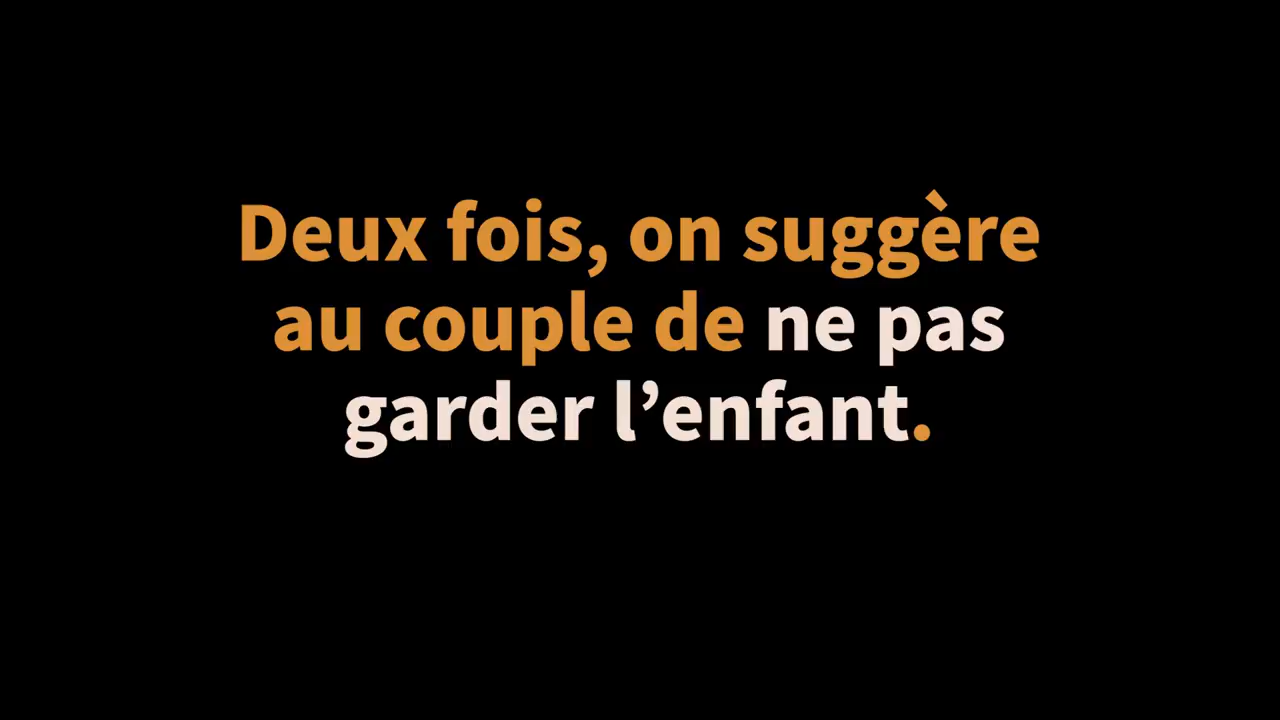 Deux fois, on suggère
au couple de ne pas
garder l’enfant.